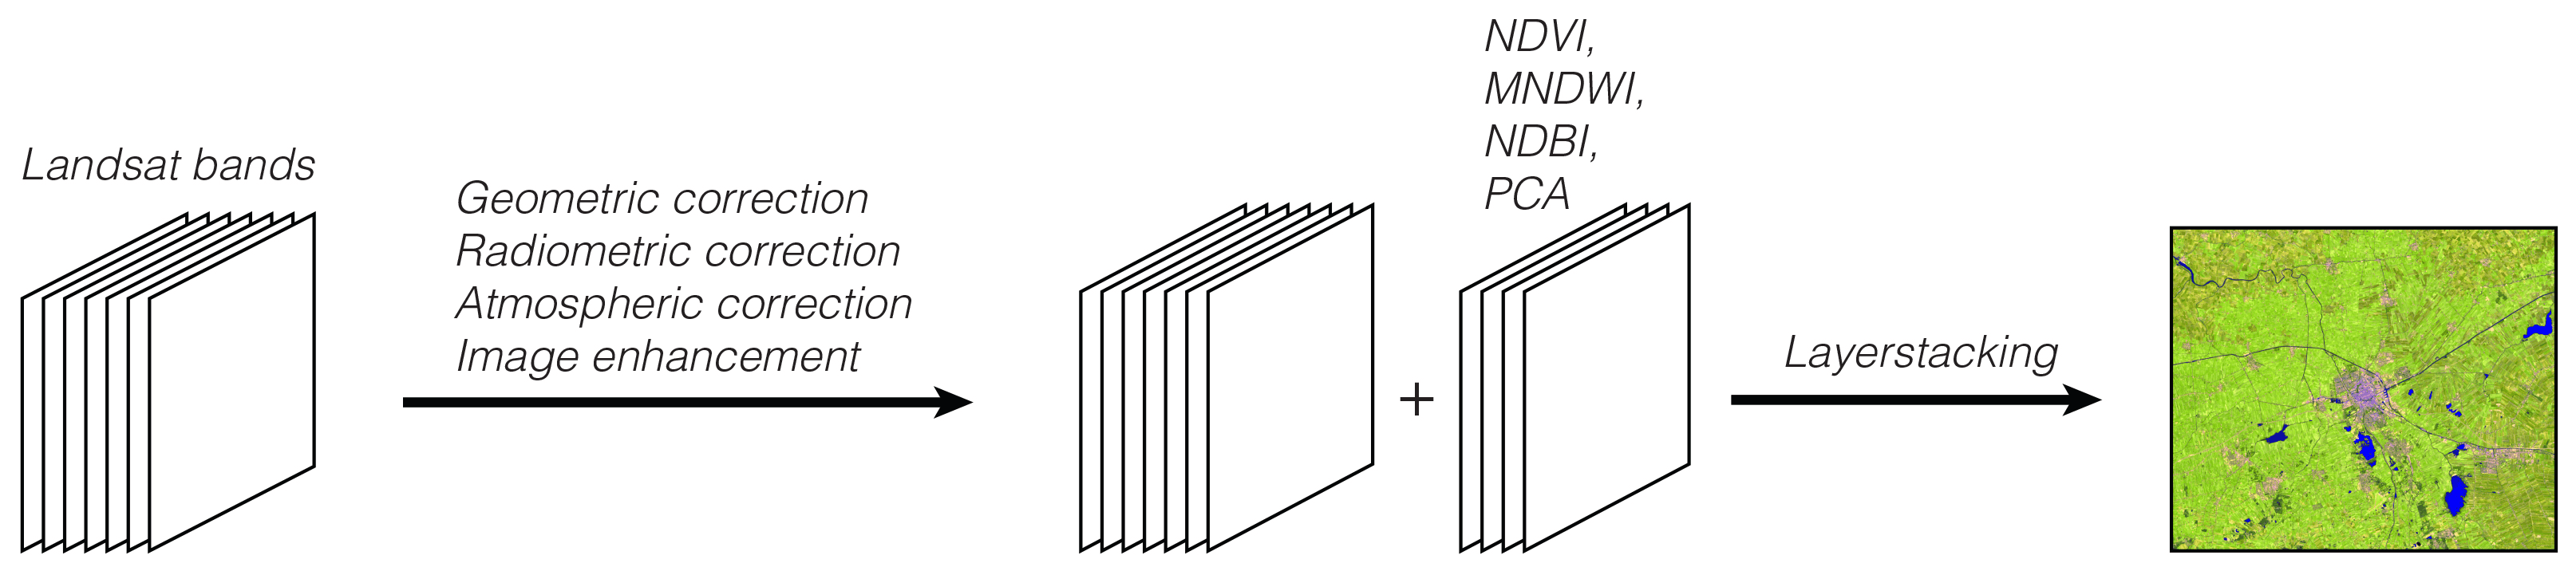 Landsat bands
Geometric correction
Radiometric correction
Atmospheric correction
Image enhancement
+
NDVI,
MNDWI,
NDBI,
PCA
Layerstacking